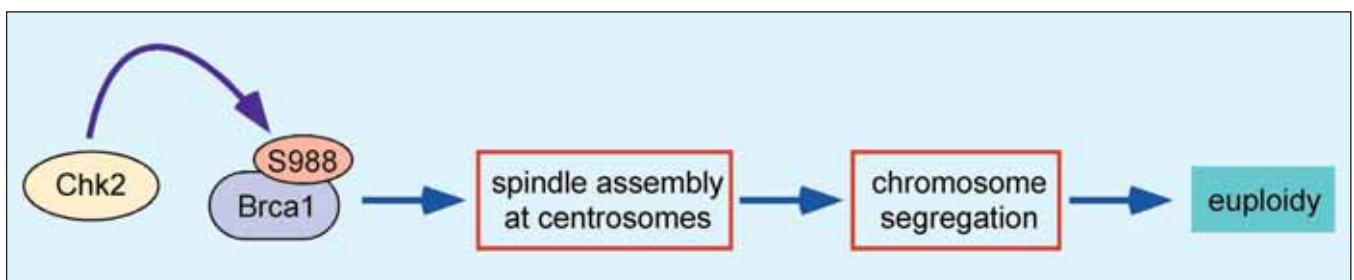 Chk2
S988
Brca1
spindle assembly
at centrosomes
chromosome
segregation
euploidy